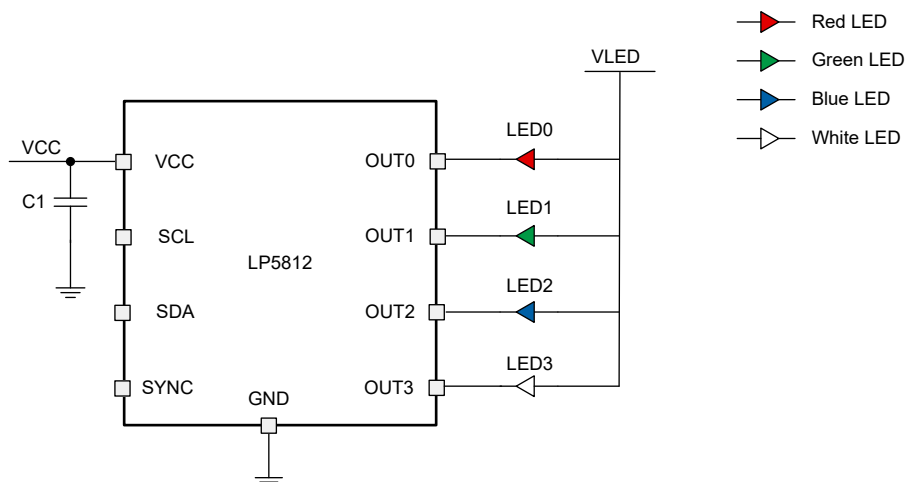 Red LED
Green LED
Blue LED
White LED
VLED
VCC
C1
VCC
SCL
SDA
SYNC
LP5812
GND
OUT0
OUT1
OUT2
OUT3
LED0
LED1
LED2
LED3